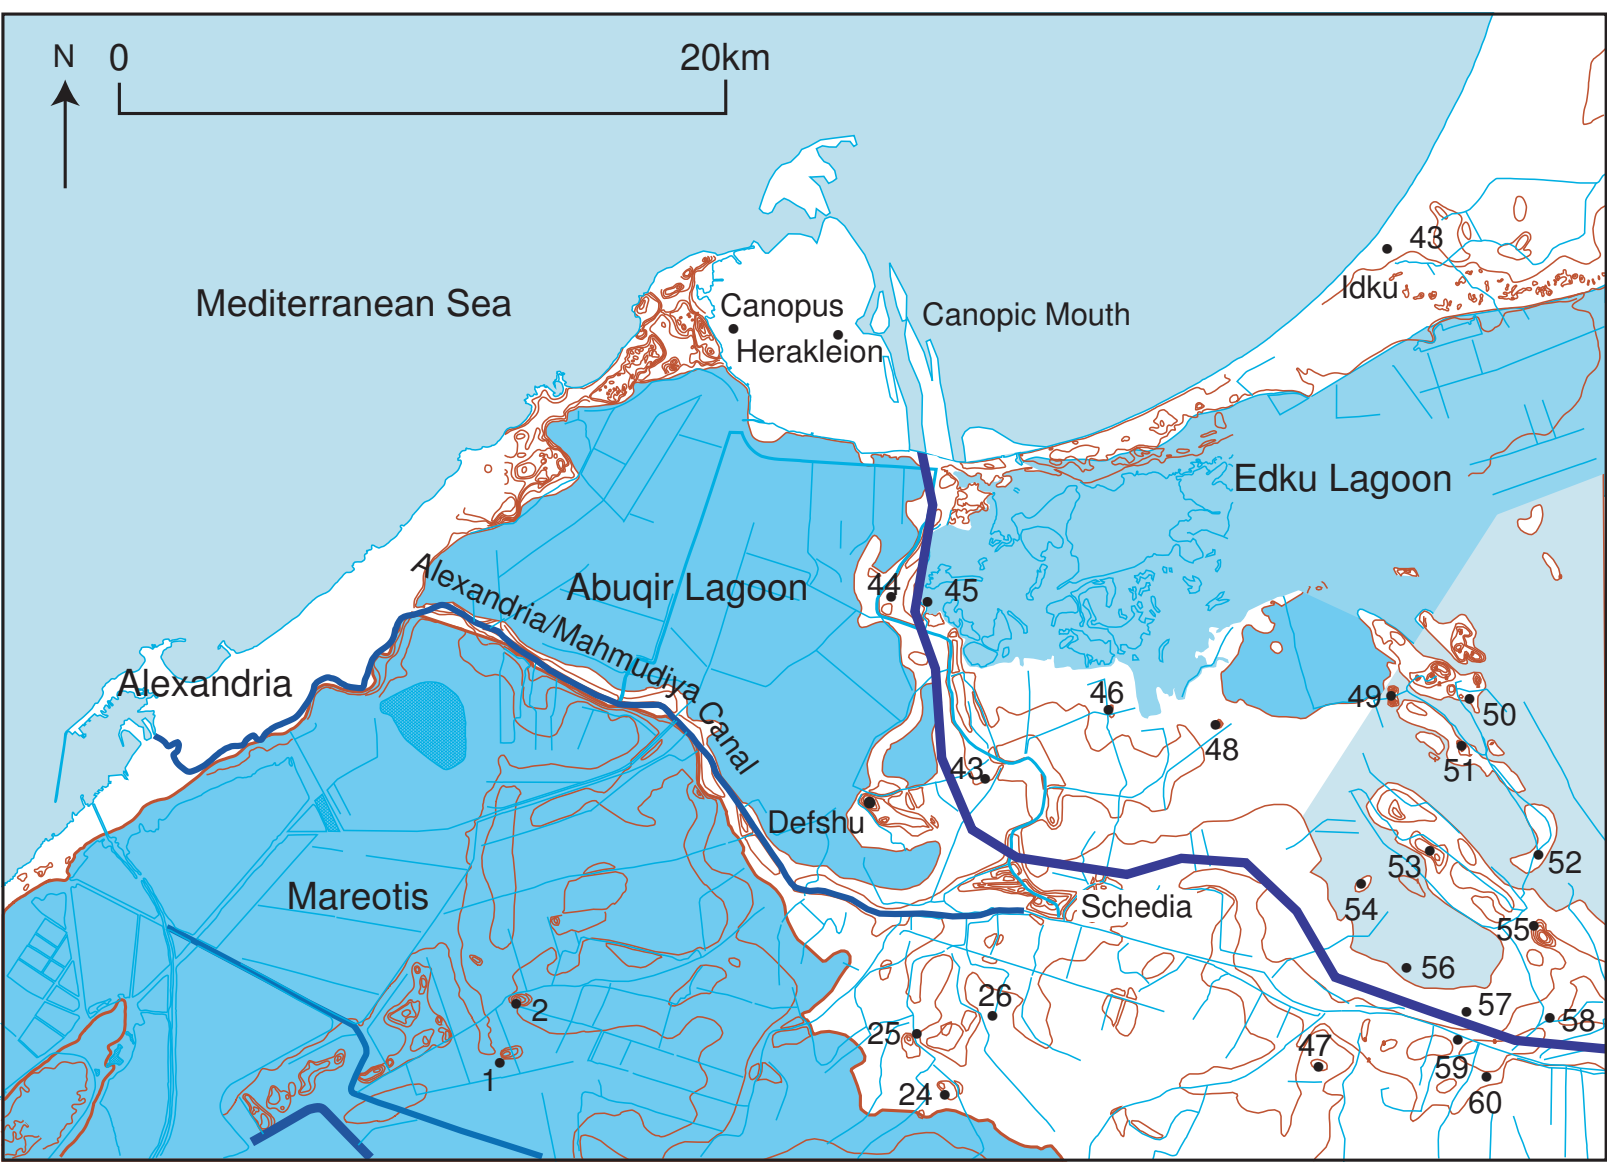 N
0
20km
43
Idku
Mediterranean Sea
Canopus
Canopic Mouth
Herakleion
Edku Lagoon
Alexandria/Mahmudiya Canal
Abuqir Lagoon
44
45
Alexandria
46
49
50
48
51
43
Defshu
53
52
Mareotis
54
Schedia
55
56
2
26
57
58
25
47
59
1
24
60